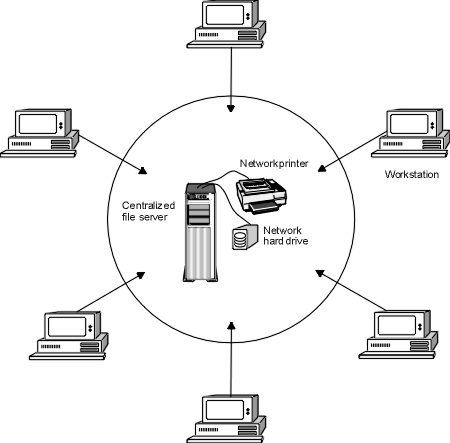 Networkprinter
Workstation
Centralized
file server
Network
hard drive